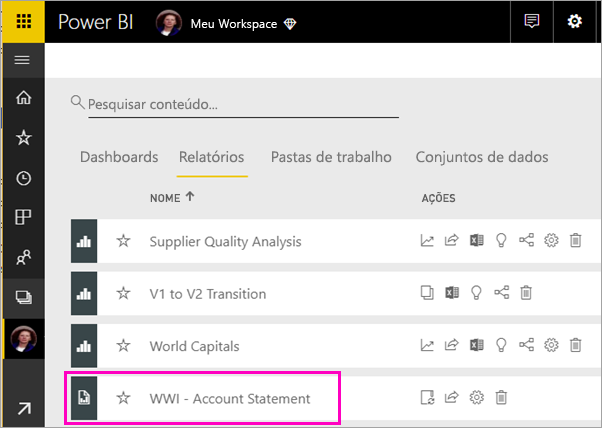 Power BI Meu Workspace
Pesquisar conteúdo...
Dashboards Relatórios Pastas de trabalho Conjuntos de dados
NOME AÇÕES
Supplier Quality Analysis
V1 to V2 Transition
World Capitals
WWI - Account Statement